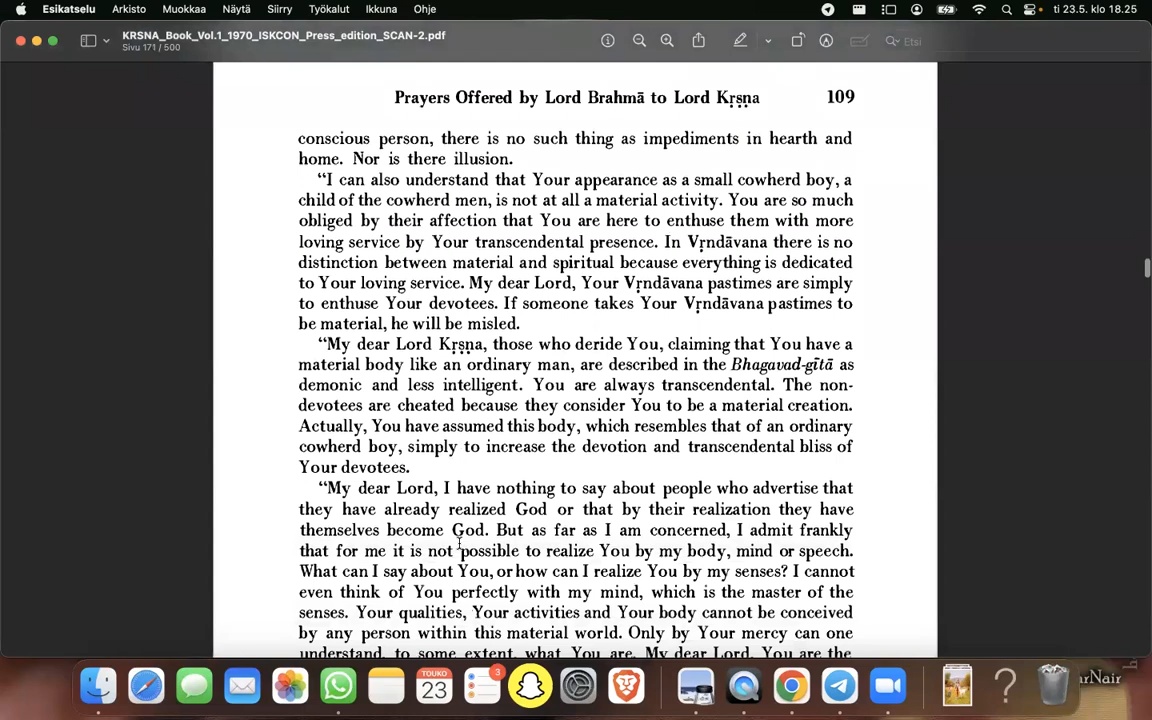 Esikatselu Arkisto Muokkaa Näytä Siirry Työkalut Ikkuna Ohje ti 23.5. klo 18.25
KRSNA_Book_Vol.1_1970_ISKCON_Press_edition_SCAN-2.pdf
Sivu 171 / 500
Etsi
Prayers Offered by Lord Brahmā to Lord Kṛṣṇa 109
conscious person, there is no such thing as impediments in hearth and
home. Nor is there illusion.
“I can also understand that Your appearance as a small cowherd boy, a
child of the cowherd men, is not at all a material activity. You are so much
obliged by their affection that You are here to enthuse them with more
loving service by Your transcendental presence. In Vṛndāvana there is no
distinction between material and spiritual because everything is dedicated
to Your loving service. My dear Lord, Your Vṛndāvana pastimes are simply
to enthuse Your devotees. If someone takes Your Vṛndāvana pastimes to
be material, he will be misled.
“My dear Lord Kṛṣṇa, those who deride You, claiming that You have a
material body like an ordinary man, are described in the Bhagavad-gītā as
demonic and less intelligent. You are always transcendental. The non-
devotees are cheated because they consider You to be a material creation.
Actually, You have assumed this body, which resembles that of an ordinary
cowherd boy, simply to increase the devotion and transcendental bliss of
Your devotees.
“My dear Lord, I have nothing to say about people who advertise that
they have already realized God or that by their realization they have
themselves become God. But as far as I am concerned, I admit frankly
that for me it is not possible to realize You by my body, mind or speech.
What can I say about You, or how can I realize You by my senses? I cannot
even think of You perfectly with my mind, which is the master of the
senses. Your qualities, Your activities and Your body cannot be conceived
by any person within this material world. Only by Your mercy can one
understand, to some extent, what You are. My dear Lord, You are the
TOUKO
23
3